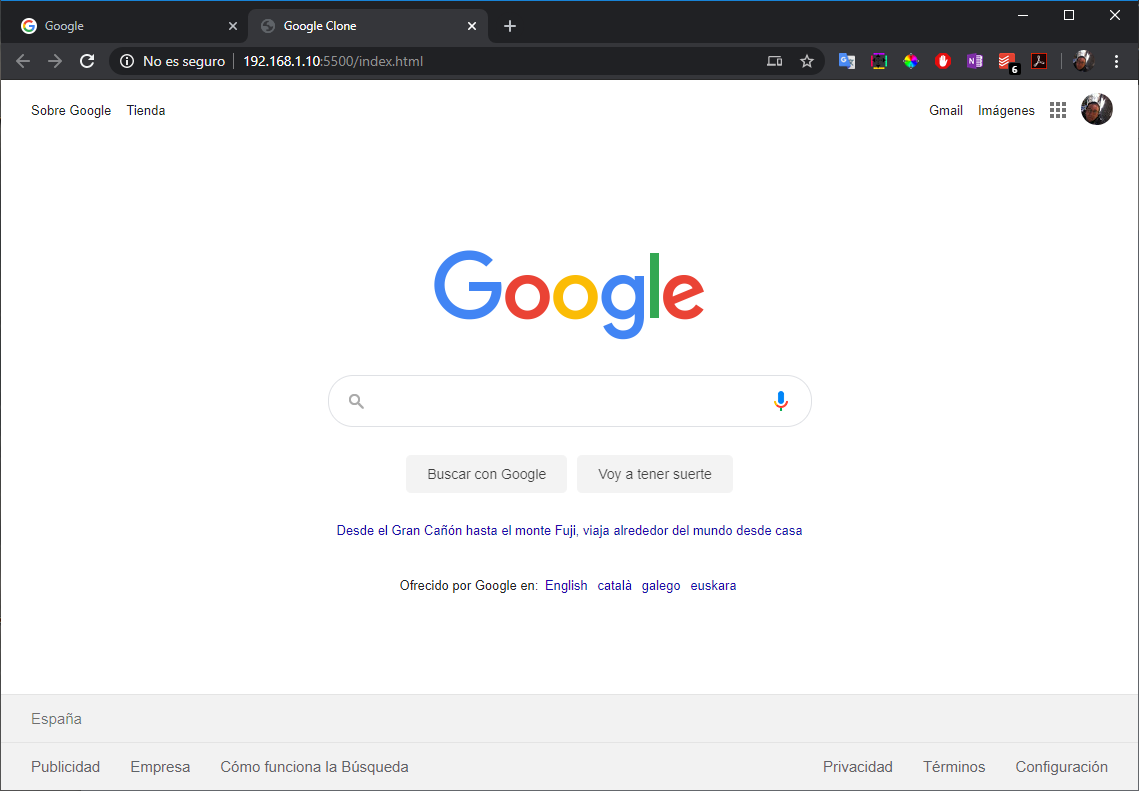 Google
Google Clone
No es seguro
192.168.1.10:5500/index.html
6
Sobre Google Tienda
Gmail Imágenes
Google
Buscar con Google
Voy a tener suerte
Desde el Gran Cañón hasta el monte Fuji, viaja alrededor del mundo desde casa
Ofrecido por Google en: English català galego euskara
España
Publicidad Empresa Cómo funciona la Búsqueda
Privacidad Términos Configuración